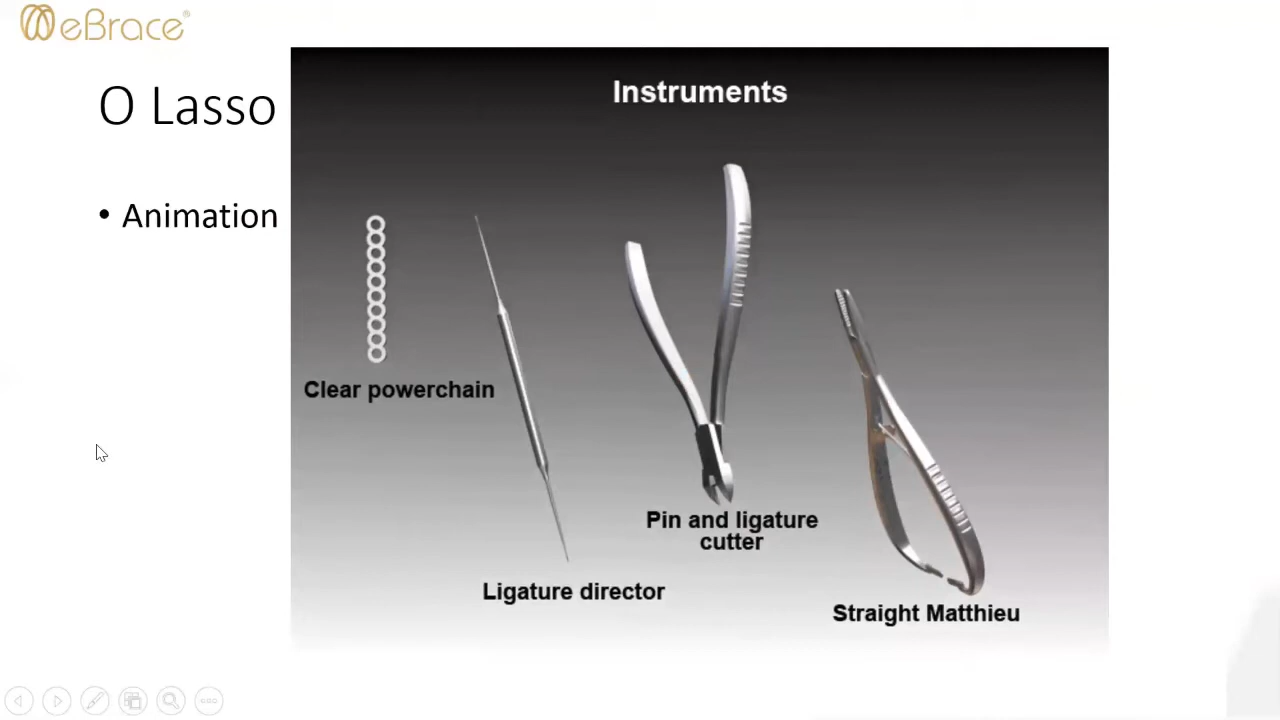 eBrace®
O Lasso
• Animation
Instruments
Clear powerchain
Pin and ligature
cutter
Ligature director
Straight Matthieu